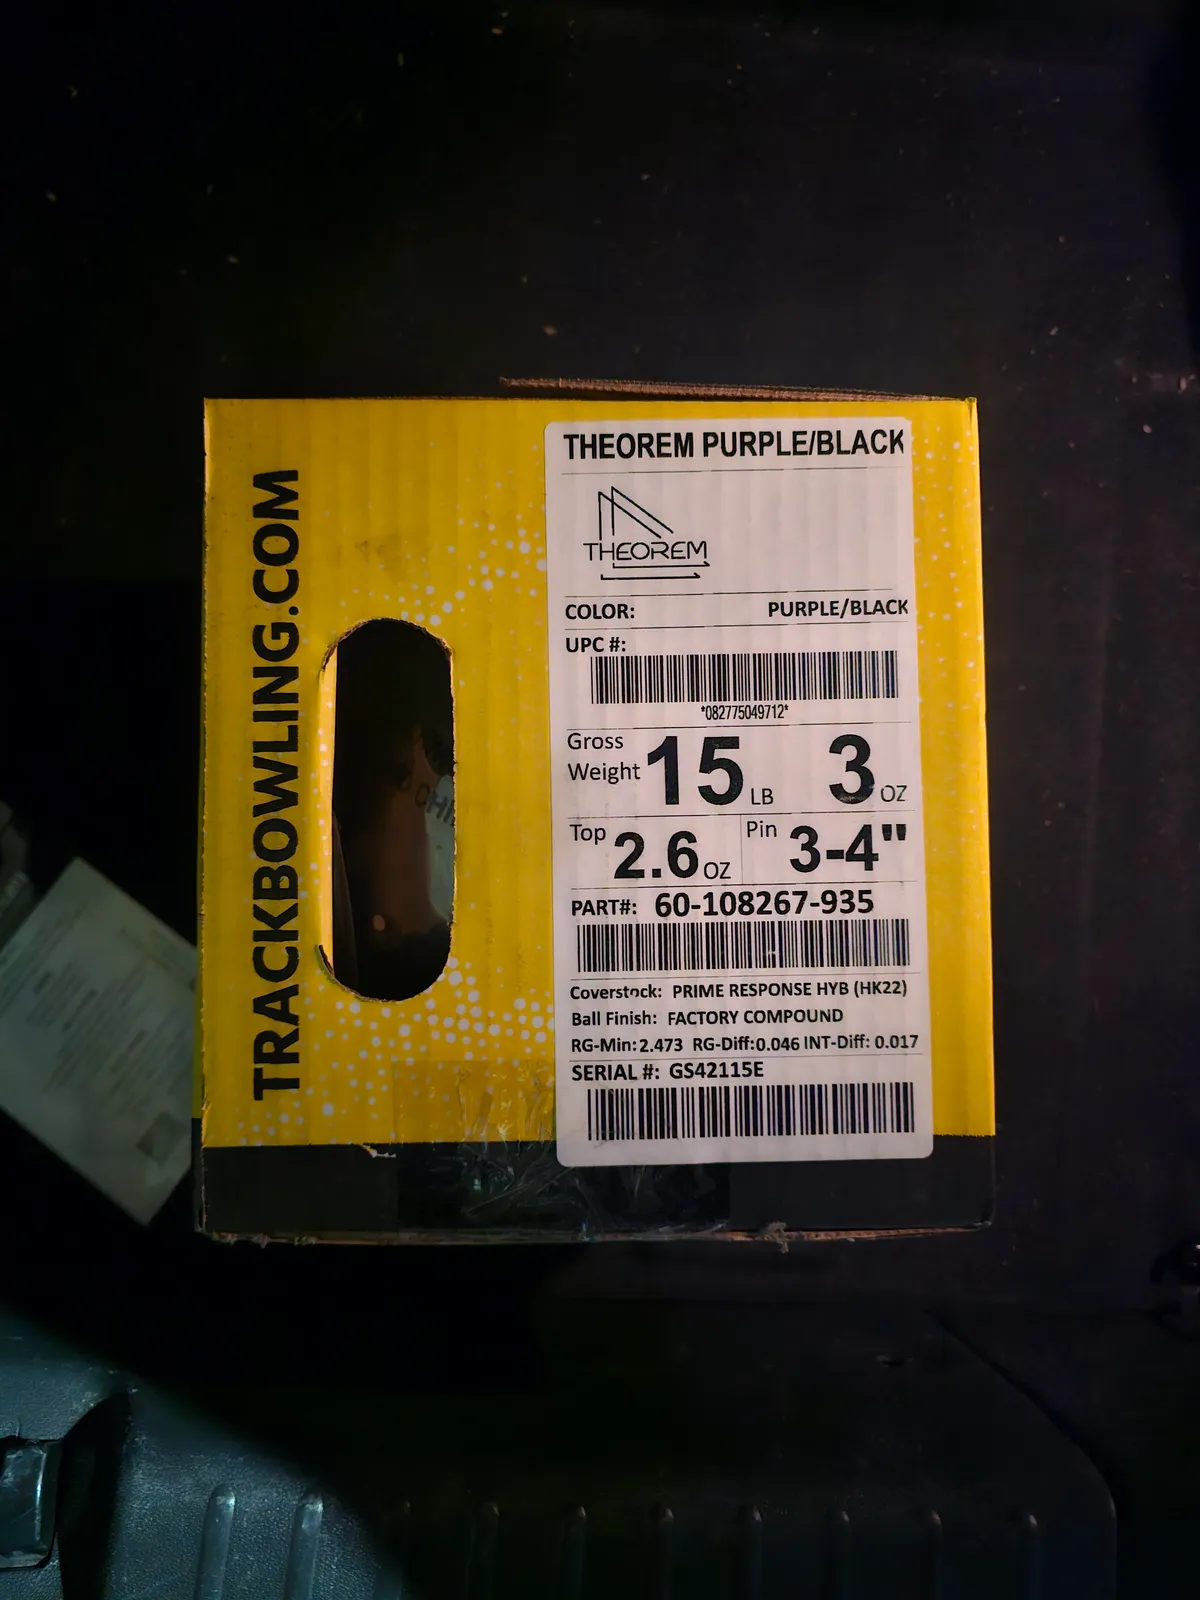 TRACKBOWLING.COM
THEOREM PURPLE/BLACK
THEOREM
COLOR: PURPLE/BLACK
UPC #:
*082775049712*
Gross Weight 15 LB 3 OZ
Top 2.6 OZ Pin 3-4"
PART#: 60-108267-935
Coverstock: PRIME RESPONSE HYB (HK22)
Ball Finish: FACTORY COMPOUND
RG-Min: 2.473 RG-Diff: 0.046 INT-Diff: 0.017
SERIAL #: GS42115E